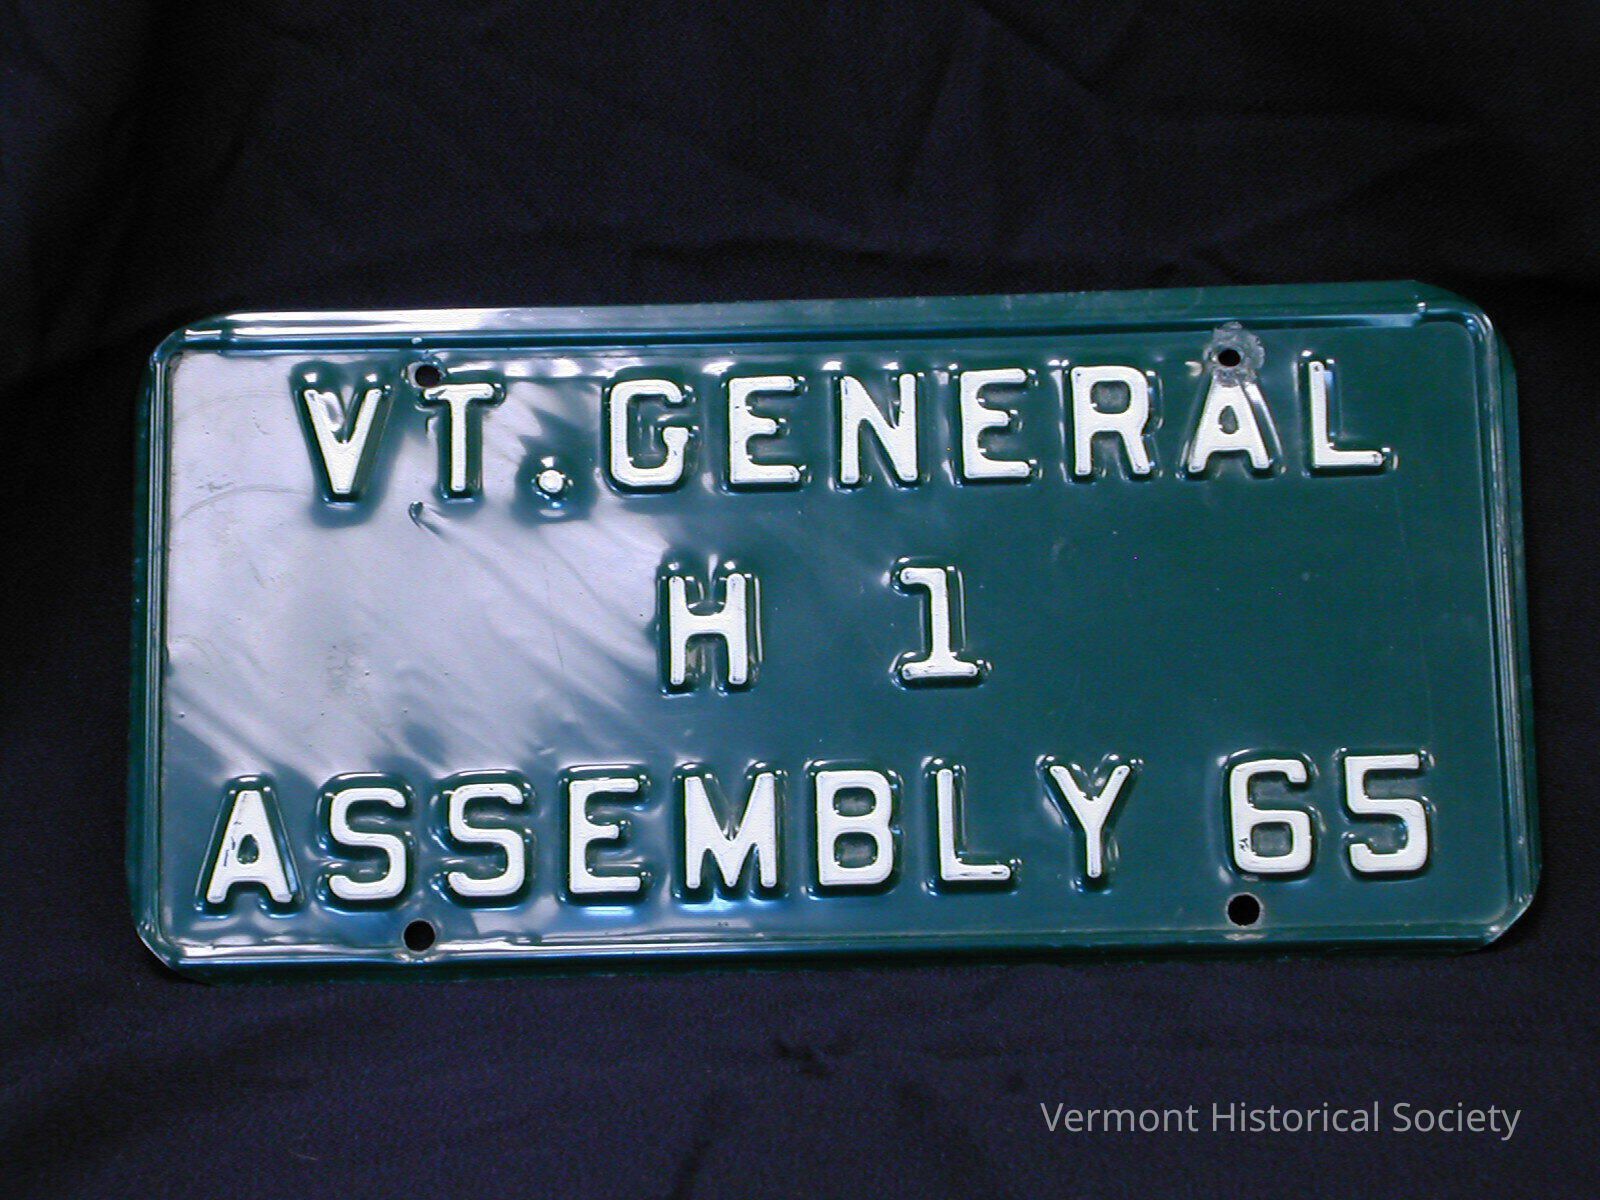 VT. GENERAL
H 1
ASSEMBLY 65
Vermont Historical Society